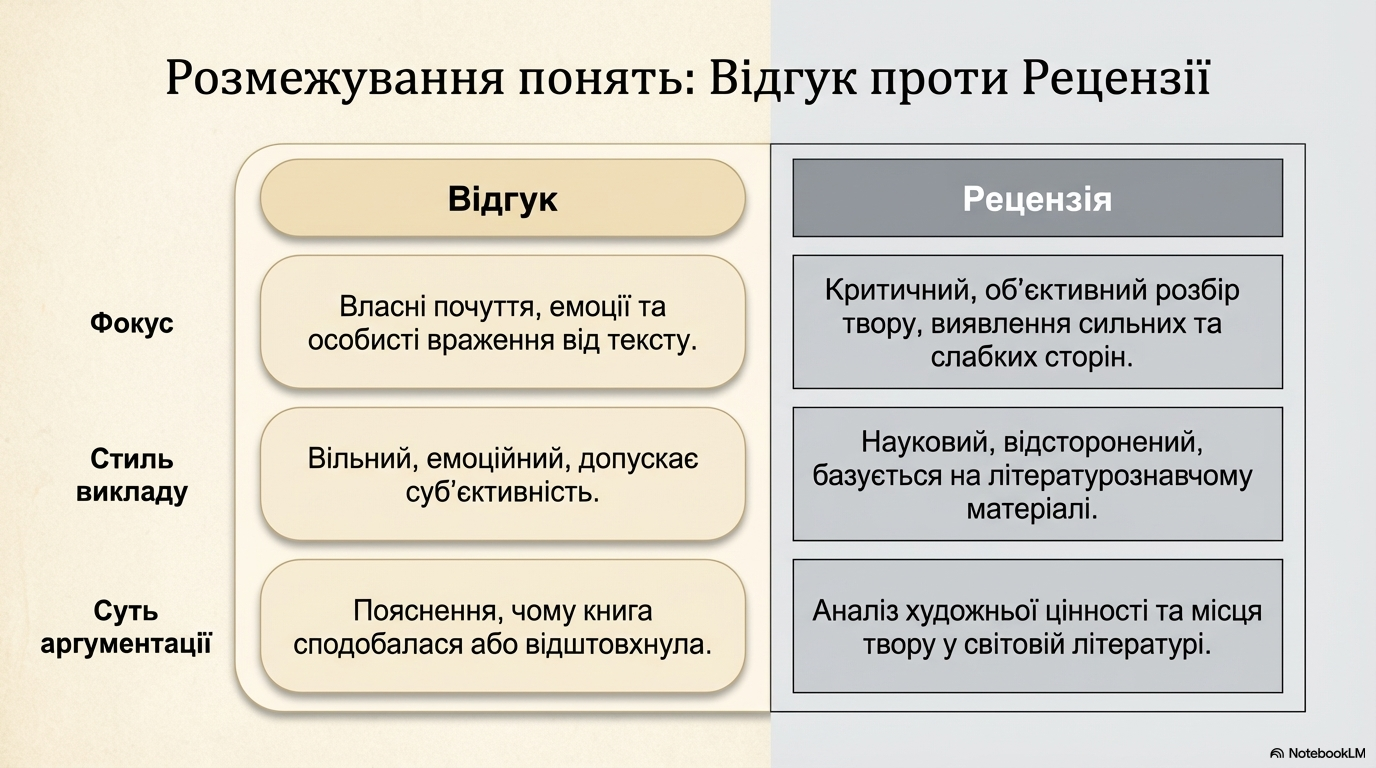 Розмежування понять: Відгук проти Рецензії
Відгук
Рецензія
Фокус
Власні почуття, емоції та
особисті враження від тексту.
Критичний, об’єктивний розбір
твору, виявлення сильних та
слабких сторін.
Стиль
викладу
Вільний, емоційний, допускає
суб’єктивність.
Науковий, відсторонений,
базується на літературознавчому
матеріалі.
Суть
аргументації
Пояснення, чому книга
сподобалася або відштовхнула.
Аналіз художньої цінності та місця
твору у світовій літературі.
NotebookLM